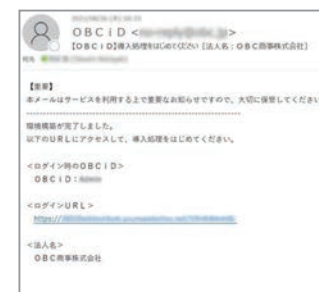 OBCiD <
【OBCiD】導入処理をはじめてください [法人名:OBC商事株式会社]
宛先
【重要】
本メールはサービスを利用する上で重要なお知らせですので、大切に保管してください
環境構築が完了しました。
以下のURLにアクセスして、導入処理をはじめてください。
<ログイン時のOBCiD>
OBCiD:
<ログインURL>
https://
<法人名>
OBC商事株式会社